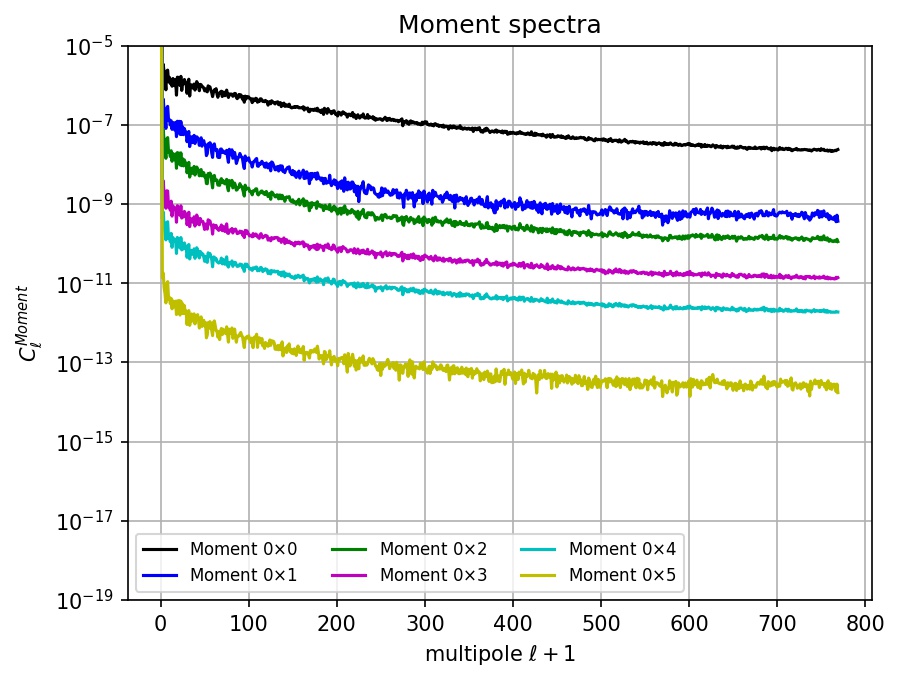 Moment spectra
10⁻⁵
10⁻⁷
10⁻⁹
10⁻¹¹
10⁻¹³
10⁻¹⁵
10⁻¹⁷
10⁻¹⁹
C_ℓ^Moment
Moment 0×0 Moment 0×2 Moment 0×4
Moment 0×1 Moment 0×3 Moment 0×5
0 100 200 300 400 500 600 700 800
multipole ℓ + 1